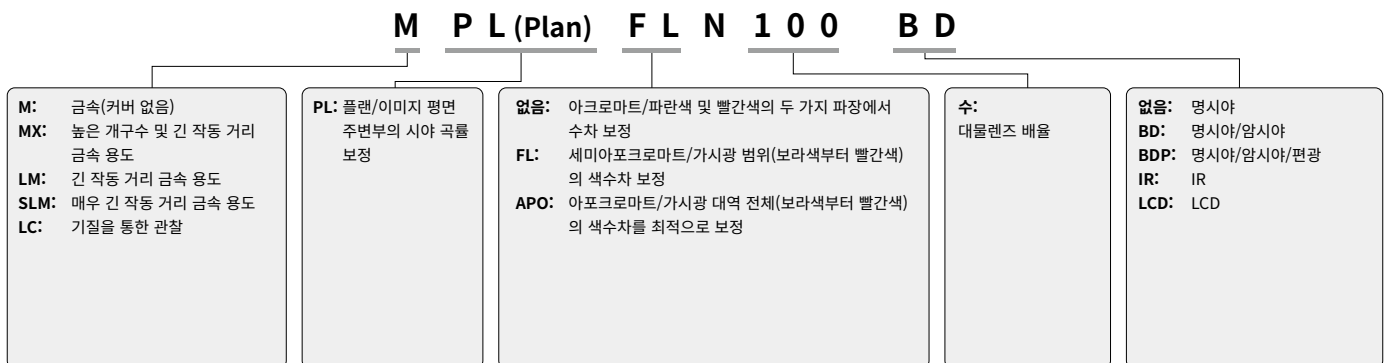 M PL(Plan) FL N 100 BD
M: 금속(커버 없음)
MX: 높은 개구수 및 긴 작동 거리
금속 용도
LM: 긴 작동 거리 금속 용도
SLM: 매우 긴 작동 거리 금속 용도
LC: 기질을 통한 관찰
PL: 플랜/이미지 평면
주변부의 시야 곡률
보정
없음: 아크로마트/파란색 및 빨간색의 두 가지 파장에서
수차 보정
FL: 세미아포크로마트/가시광 범위(보라색부터 빨간색)
의 색수차 보정
APO: 아포크로마트/가시광 대역 전체(보라색부터 빨간색)
의 색수차를 최적으로 보정
수:
대물렌즈 배율
없음: 명시야
BD: 명시야/암시야
BDP: 명시야/암시야/편광
IR: IR
LCD: LCD